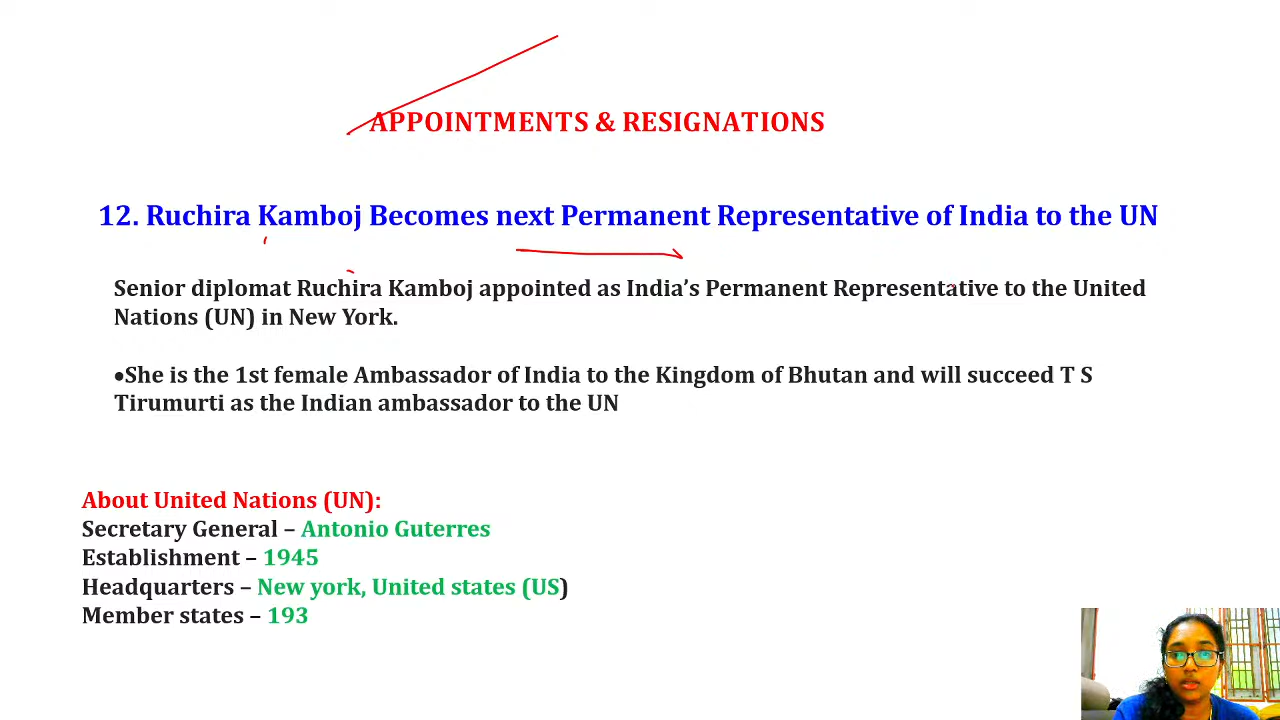 APPOINTMENTS & RESIGNATIONS
12. Ruchira Kamboj Becomes next Permanent Representative of India to the UN
Senior diplomat Ruchira Kamboj appointed as India’s Permanent Representative to the United
Nations (UN) in New York.
•She is the 1st female Ambassador of India to the Kingdom of Bhutan and will succeed T S
Tirumurti as the Indian ambassador to the UN
About United Nations (UN):
Secretary General – Antonio Guterres
Establishment – 1945
Headquarters – New york, United states (US)
Member states – 193